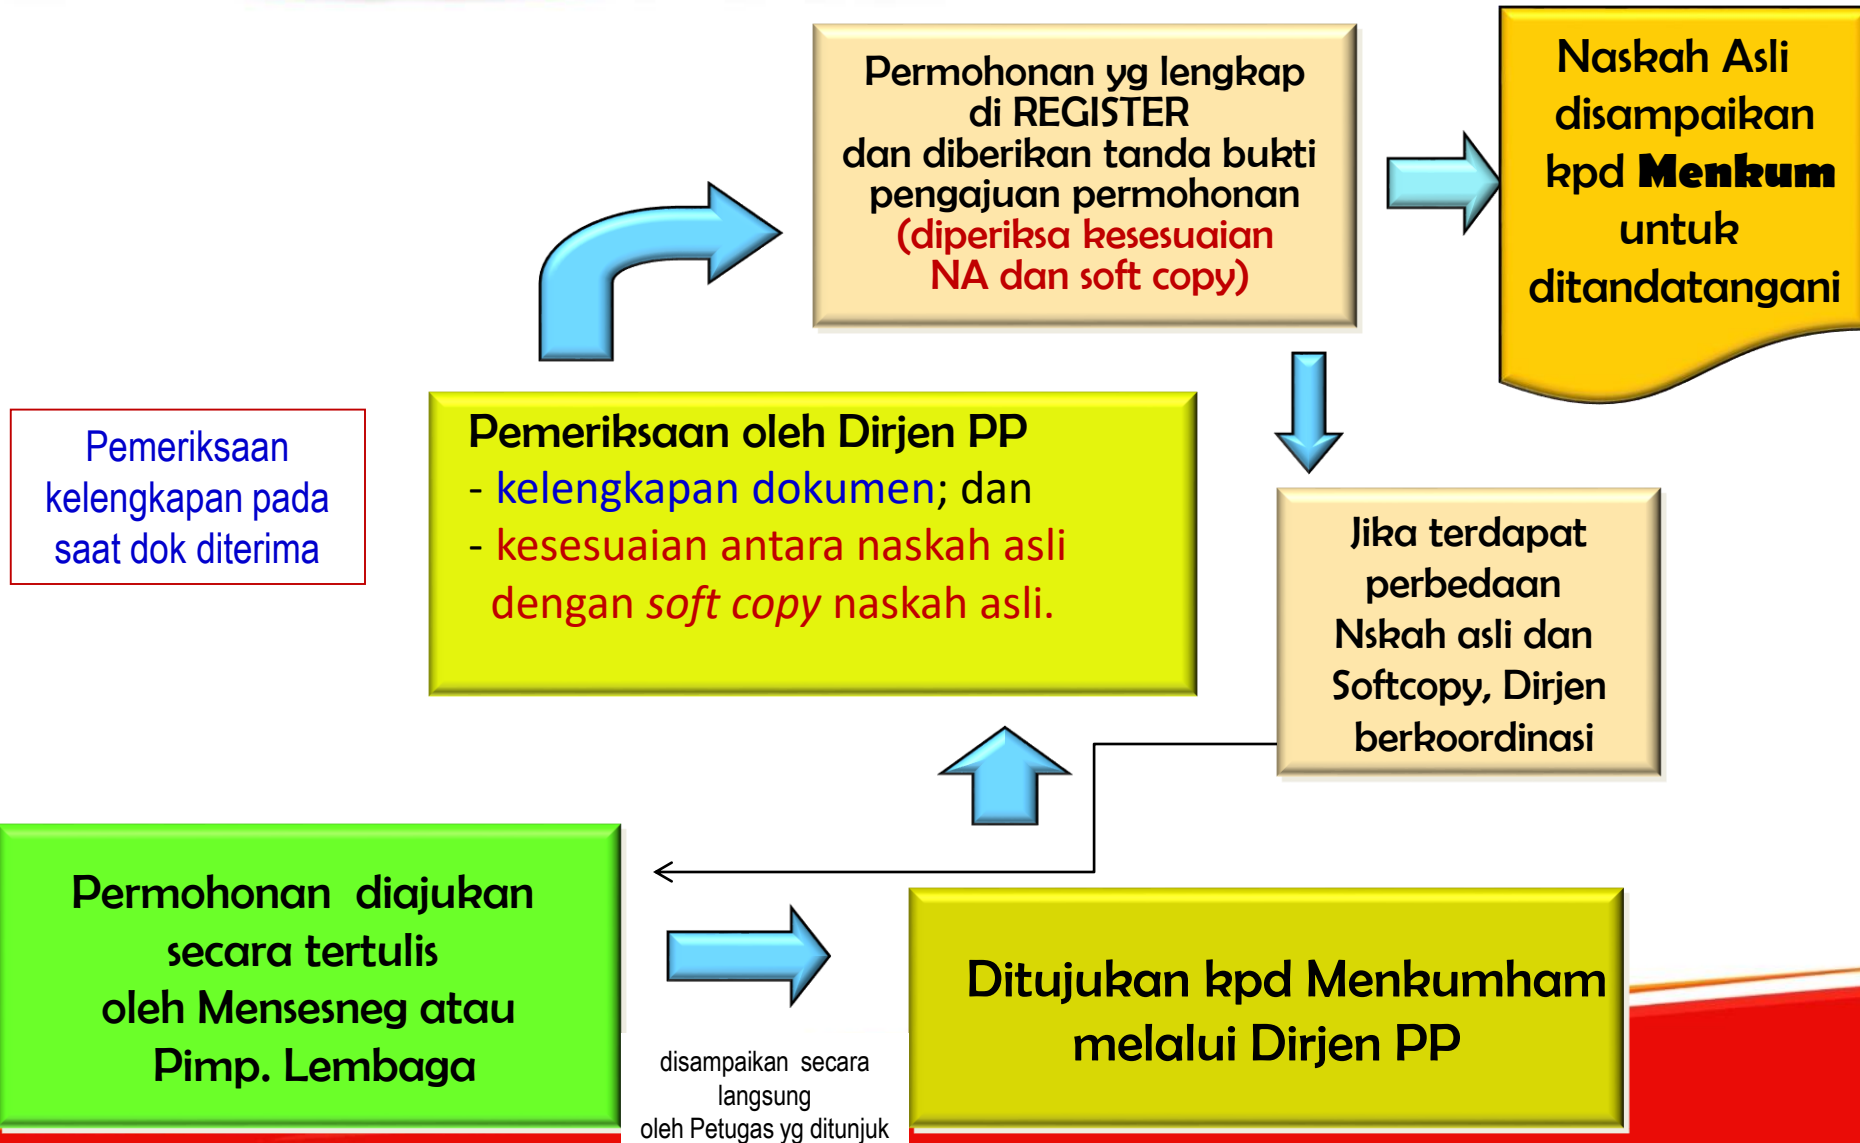 Permohonan yg lengkap
di REGISTER
dan diberikan tanda bukti
pengajuan permohonan
(diperiksa kesesuaian
NA dan soft copy)
Naskah Asli
disampaikan
kpd Menkum
untuk
ditandatangani
Pemeriksaan
kelengkapan pada
saat dok diterima
Pemeriksaan oleh Dirjen PP
- kelengkapan dokumen; dan
- kesesuaian antara naskah asli
dengan soft copy naskah asli.
Jika terdapat
perbedaan
Nskah asli dan
Softcopy, Dirjen
berkoordinasi
Permohonan diajukan
secara tertulis
oleh Mensesneg atau
Pimp. Lembaga
disampaikan secara
langsung
oleh Petugas yg ditunjuk
Ditujukan kpd Menkumham
melalui Dirjen PP